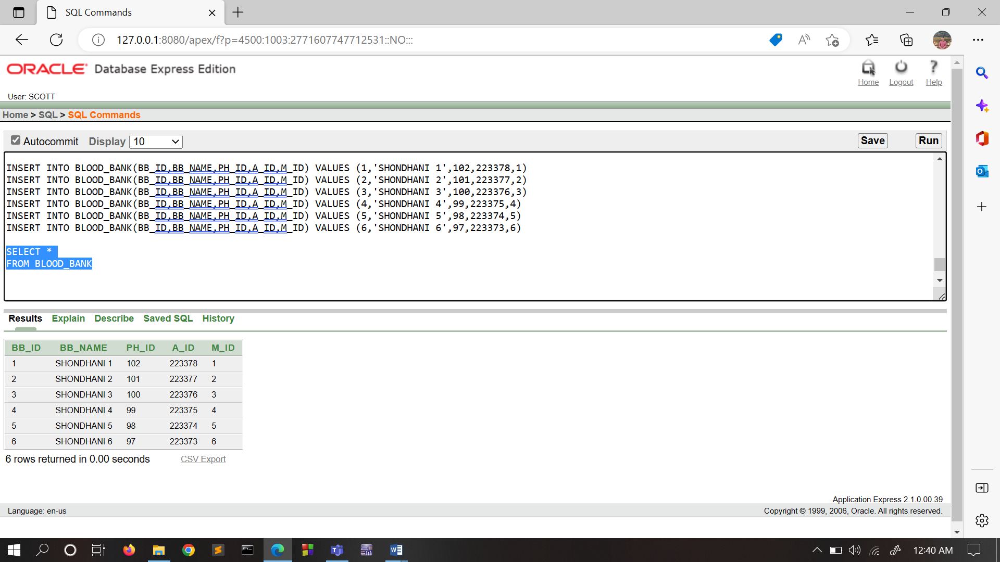 SQL Commands
127.0.0.1:8080/apex/f?p=4500:1003:2771607747712531::NO:::
ORACLE Database Express Edition
Home Logout Help
User: SCOTT
Home > SQL > SQL Commands
Autocommit Display 10 Save Run
INSERT INTO BLOOD_BANK(BB_ID,BB_NAME,PH_ID,A_ID,M_ID) VALUES (1,'SHONDHANI 1',102,223378,1)
INSERT INTO BLOOD_BANK(BB_ID,BB_NAME,PH_ID,A_ID,M_ID) VALUES (2,'SHONDHANI 2',101,223377,2)
INSERT INTO BLOOD_BANK(BB_ID,BB_NAME,PH_ID,A_ID,M_ID) VALUES (3,'SHONDHANI 3',100,223376,3)
INSERT INTO BLOOD_BANK(BB_ID,BB_NAME,PH_ID,A_ID,M_ID) VALUES (4,'SHONDHANI 4',99,223375,4)
INSERT INTO BLOOD_BANK(BB_ID,BB_NAME,PH_ID,A_ID,M_ID) VALUES (5,'SHONDHANI 5',98,223374,5)
INSERT INTO BLOOD_BANK(BB_ID,BB_NAME,PH_ID,A_ID,M_ID) VALUES (6,'SHONDHANI 6',97,223373,6)
SELECT *
FROM BLOOD_BANK
Results Explain Describe Saved SQL History
BB_ID BB_NAME PH_ID A_ID M_ID
1 SHONDHANI 1 102 223378 1
2 SHONDHANI 2 101 223377 2
3 SHONDHANI 3 100 223376 3
4 SHONDHANI 4 99 223375 4
5 SHONDHANI 5 98 223374 5
6 SHONDHANI 6 97 223373 6
6 rows returned in 0.00 seconds CSV Export
Application Express 2.1.0.00.39
Language: en-us Copyright © 1999, 2006, Oracle. All rights reserved.
12:40 AM